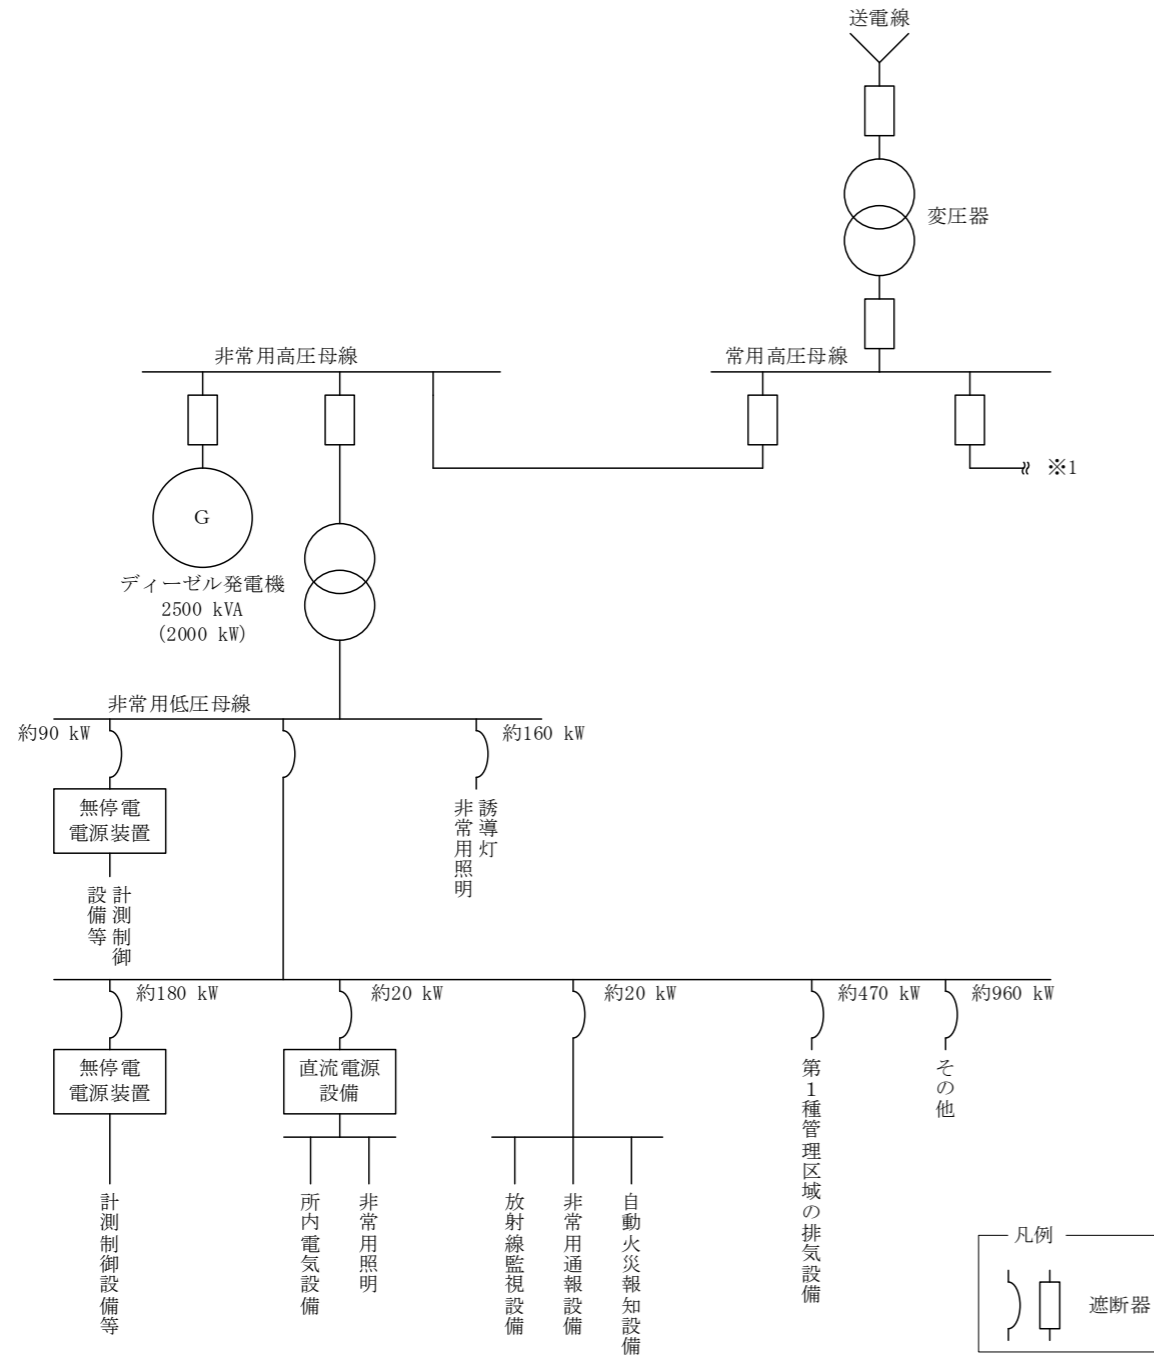 送電線
変圧器
非常用高圧母線
常用高圧母線
※1
G
ディーゼル発電機
2500 kVA
(2000 kW)
非常用低圧母線
約90 kW
約160 kW
無停電
電源装置
誘導灯
非常用照明
計測制御
設備等
約180 kW
約20 kW
約20 kW
約470 kW
約960 kW
無停電
電源装置
直流電源
設備
第1種管理区域の排気設備
その他
計測制御設備等
所内電気設備
非常用照明
放射線監視設備
非常用通報設備
自動火災報知設備
凡例
遮断器